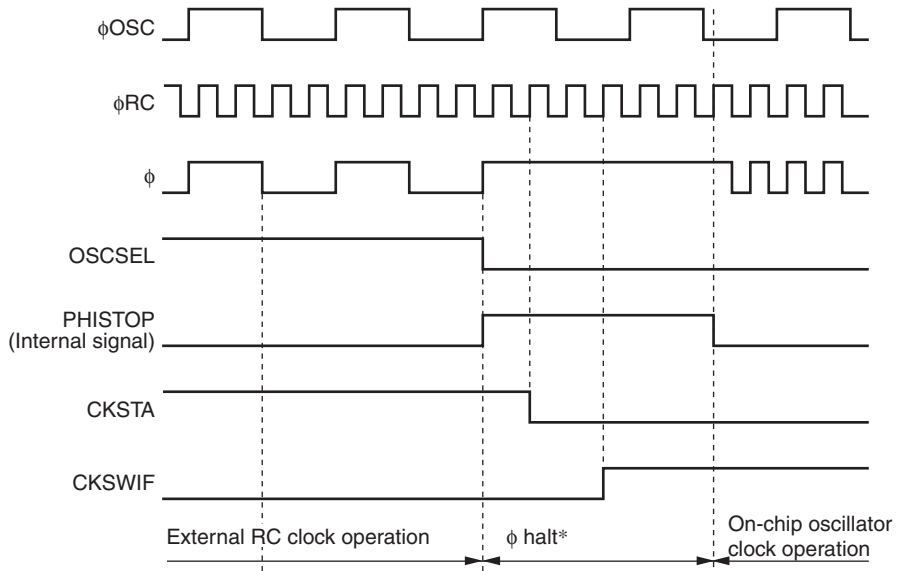 φOSC
φRC
φ
OSCSEL
PHISTOP
(Internal signal)
CKSTA
CKSWIF
External RC clock operation
φ halt*
On-chip oscillator
clock operation